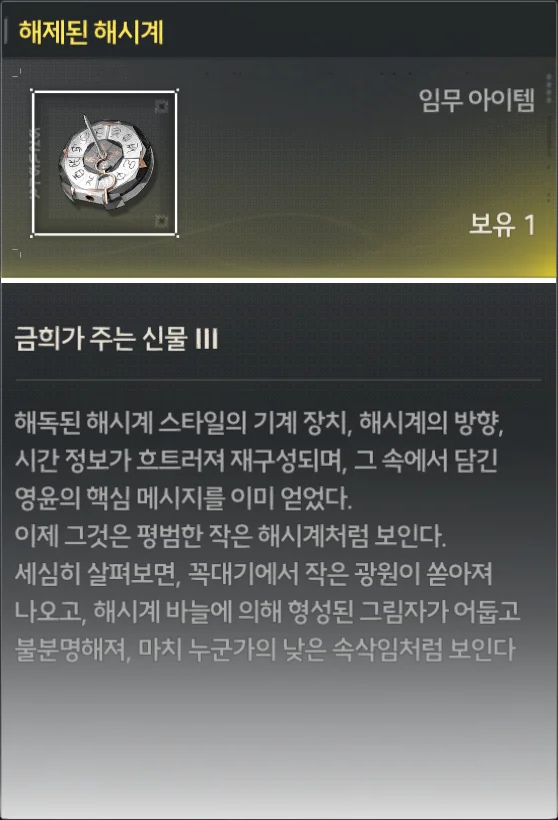 해제된 해시계
임무 아이템
보유 1
금희가 주는 신물 III
해독된 해시계 스타일의 기계 장치, 해시계의 방향,
시간 정보가 흐트러져 재구성되며, 그 속에서 담긴
영윤의 핵심 메시지를 이미 얻었다.
이제 그것은 평범한 작은 해시계처럼 보인다.
세심히 살펴보면, 꼭대기에서 작은 광원이 쏟아져
나오고, 해시계 바늘에 의해 형성된 그림자가 어둡고
불분명해져, 마치 누군가의 낮은 속삭임처럼 보인다